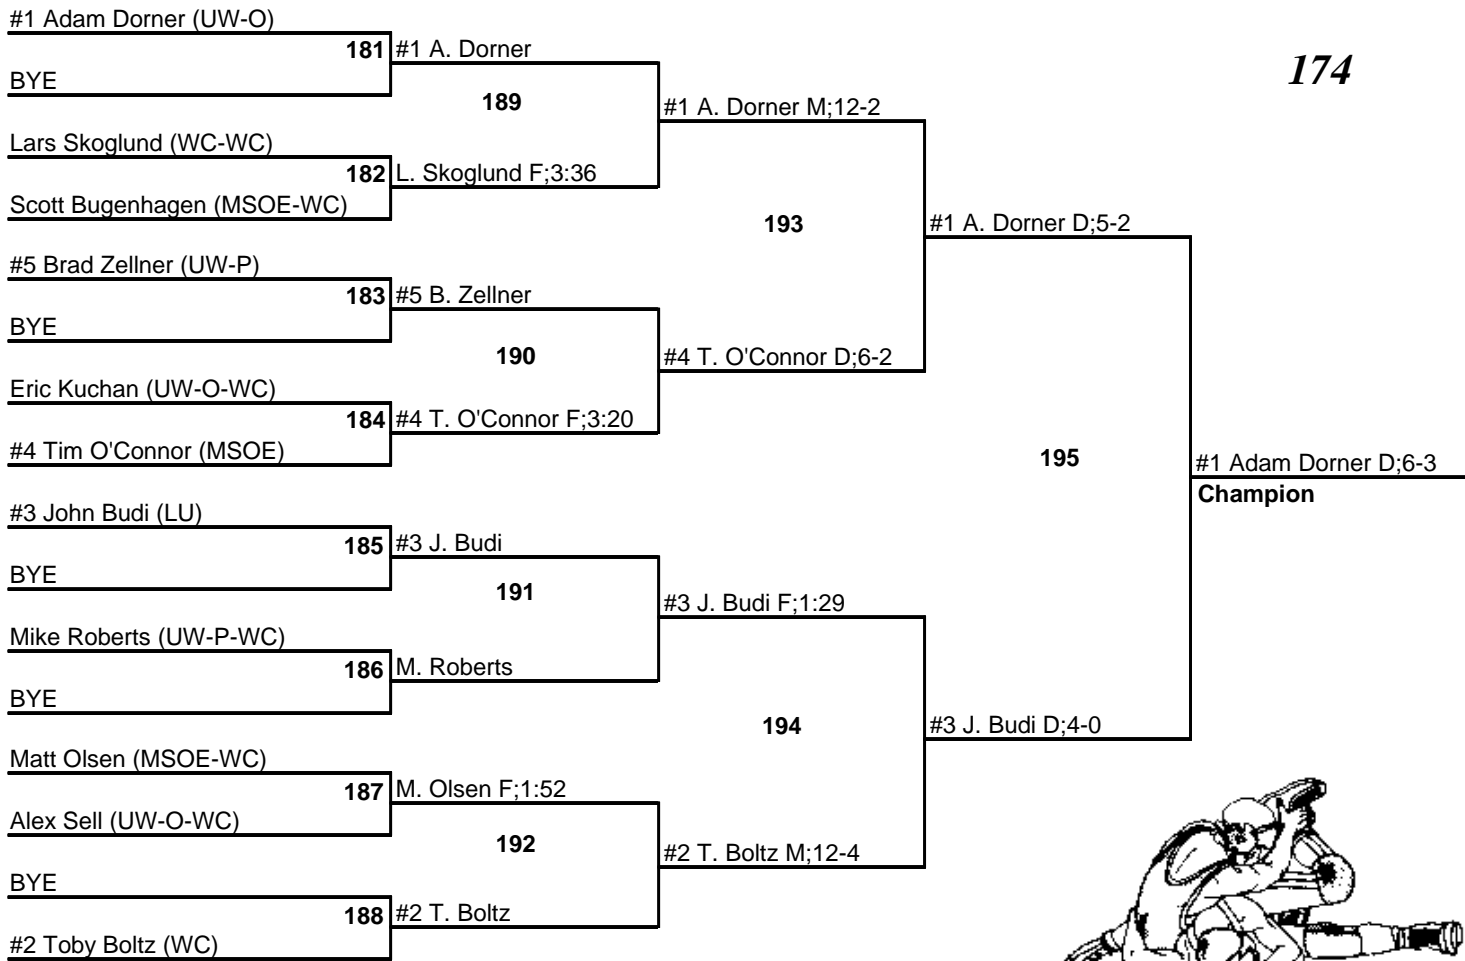 #1 Adam Dorner (UW-O)
181
#1 A. Dorner
BYE
174
189
#1 A. Dorner M;12-2
Lars Skoglund (WC-WC)
182
L. Skoglund F;3:36
Scott Bugenhagen (MSOE-WC)
193
#1 A. Dorner D;5-2
#5 Brad Zellner (UW-P)
183
#5 B. Zellner
BYE
190
#4 T. O'Connor D;6-2
Eric Kuchan (UW-O-WC)
184
#4 T. O'Connor F;3:20
#4 Tim O'Connor (MSOE)
195
#1 Adam Dorner D;6-3
Champion
#3 John Budi (LU)
185
#3 J. Budi
BYE
191
#3 J. Budi F;1:29
Mike Roberts (UW-P-WC)
186
M. Roberts
BYE
194
#3 J. Budi D;4-0
Matt Olsen (MSOE-WC)
187
M. Olsen F;1:52
Alex Sell (UW-O-WC)
192
#2 T. Boltz M;12-4
BYE
188
#2 T. Boltz
#2 Toby Boltz (WC)